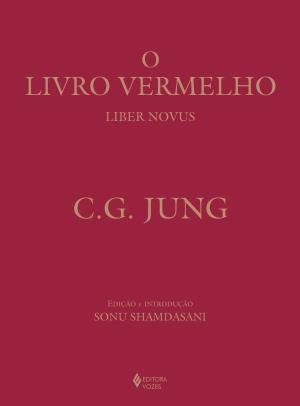 O
LIVRO VERMELHO
LIBER NOVUS
C.G. JUNG
EDIÇÃO E INTRODUÇÃO
SONU SHAMDASANI
EDITORA
VOZES